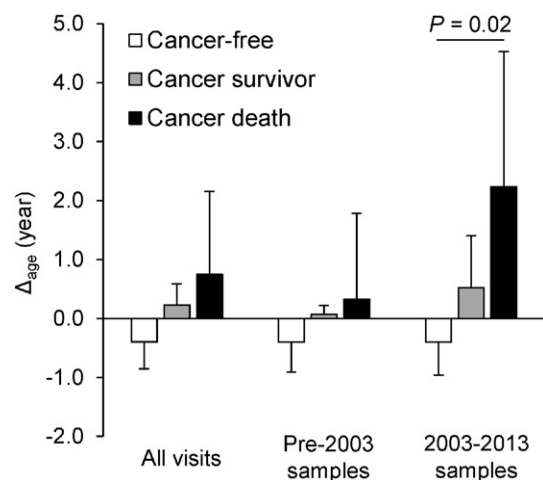 5.0
4.0
3.0
2.0
1.0
0.0
-1.0
-2.0
Δage (year)
Cancer-free
Cancer survivor
Cancer death
P = 0.02
All visits
Pre-2003
samples
2003-2013
samples